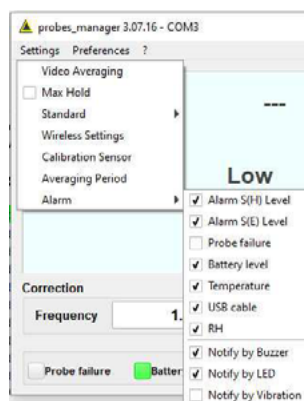 probes_manager 3.07.16 - COM3
Settings Preferences ?
Video Averaging
Max Hold
---
Standard
Wireless Settings
Calibration Sensor
Averaging Period
Low
Alarm
Alarm S(H) Level
Alarm S(E) Level
Probe failure
Battery level
Temperature
USB cable
RH
Notify by Buzzer
Notify by LED
Notify by Vibration
Correction
Frequency 1.
Probe failure Batter